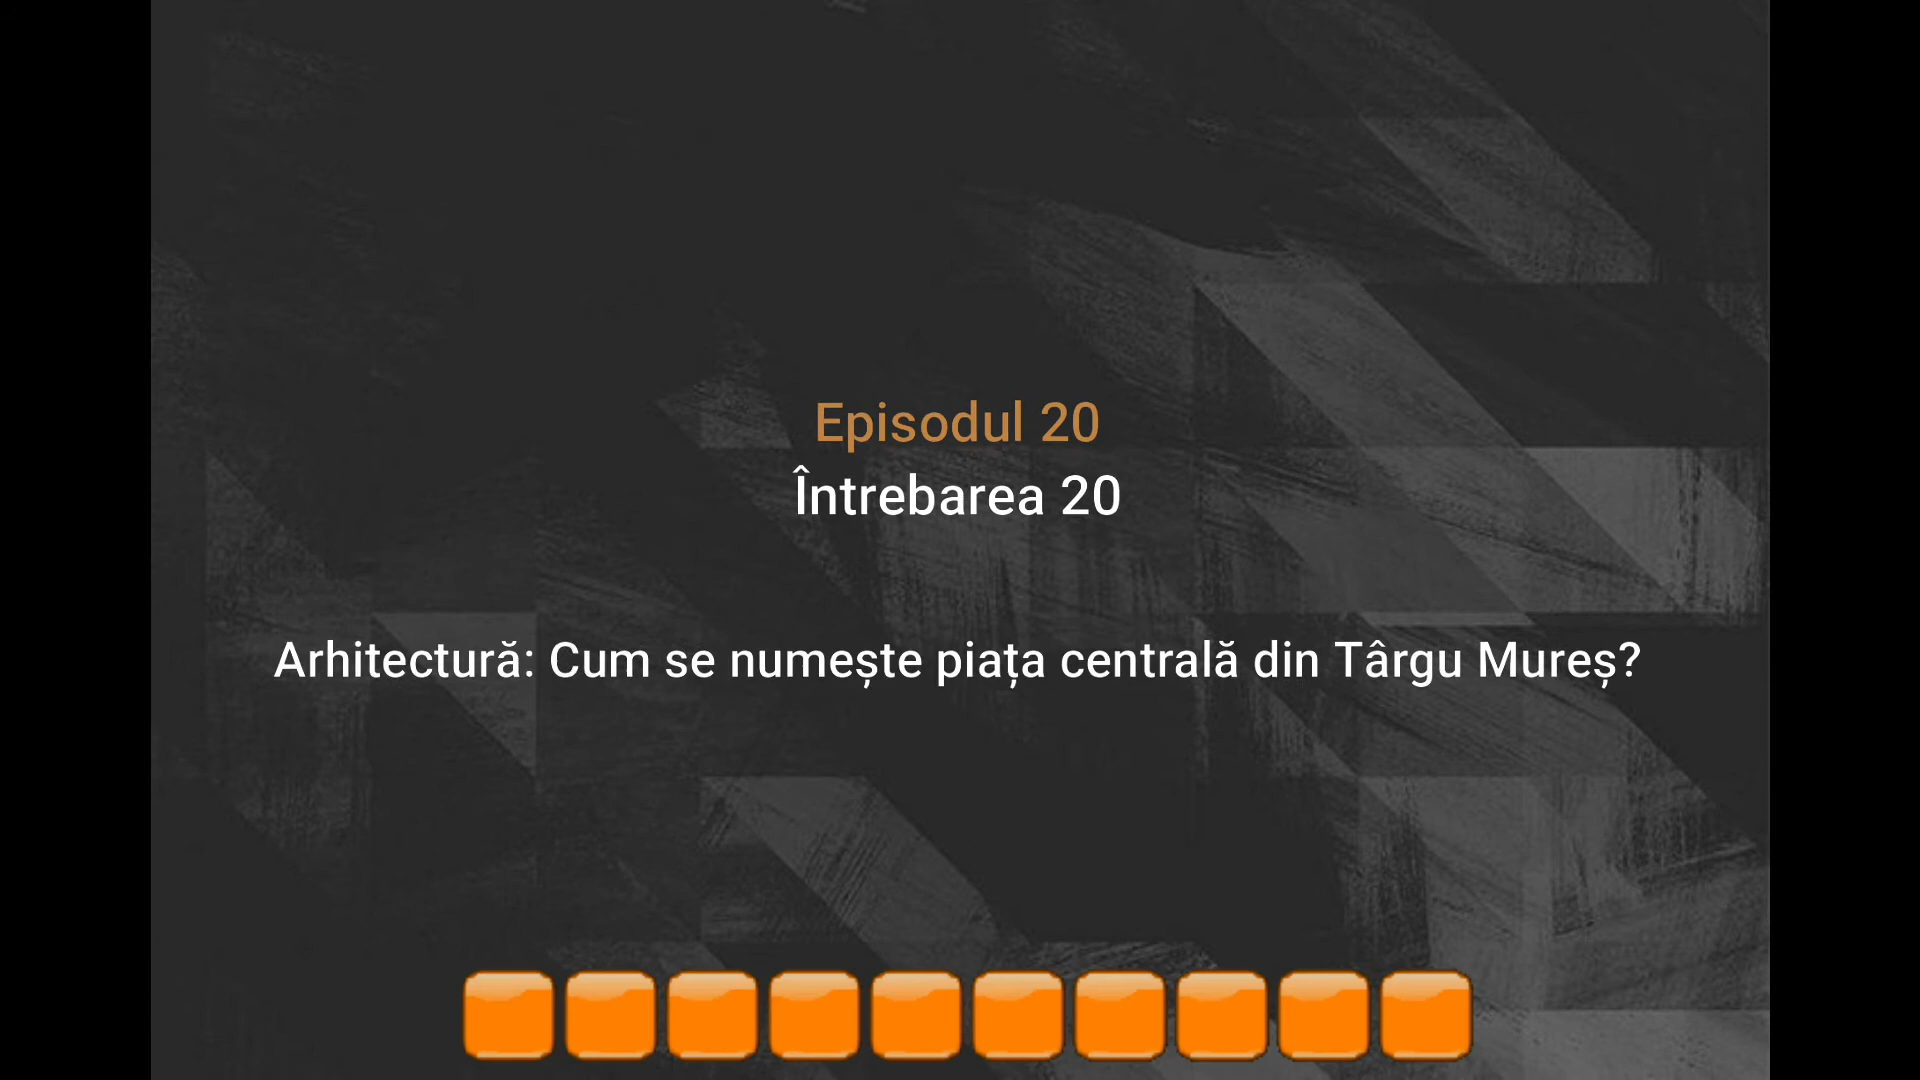 Episodul 20
Întrebarea 20
Arhitectură: Cum se numește piața centrală din Târgu Mureș?